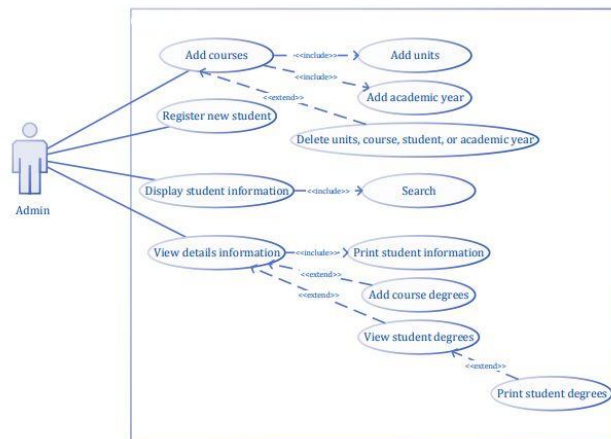 Add courses
<<include>>
Add units
<<include>>
Add academic year
<<extend>>
Register new student
Delete units, course, student, or academic year
Admin
Display student information
<<include>>
Search
View details information
<<include>>
Print student information
<<extend>>
Add course degrees
<<extend>>
View student degrees
<<extend>>
Print student degrees